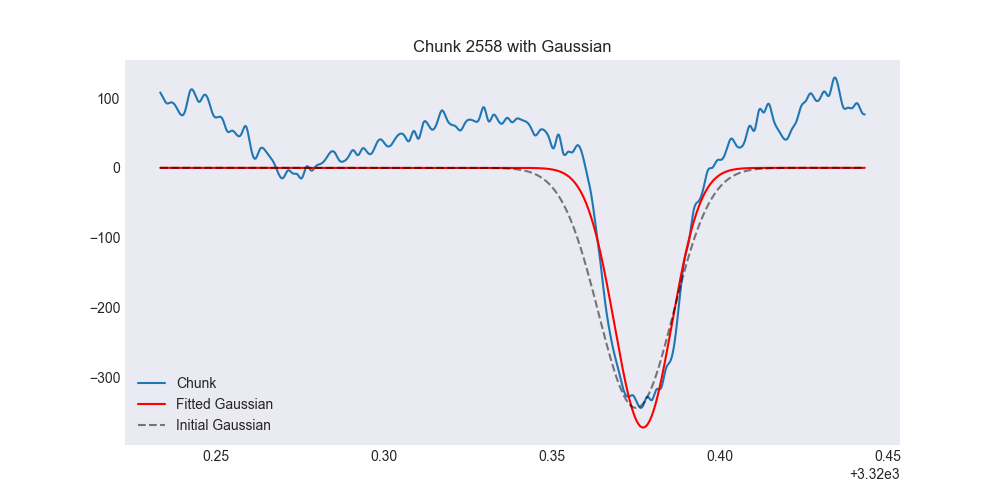 Chunk 2558 with Gaussian
100
0
−100
−200
−300
Chunk
Fitted Gaussian
Initial Gaussian
0.25 0.30 0.35 0.40 0.45
+3.32e3